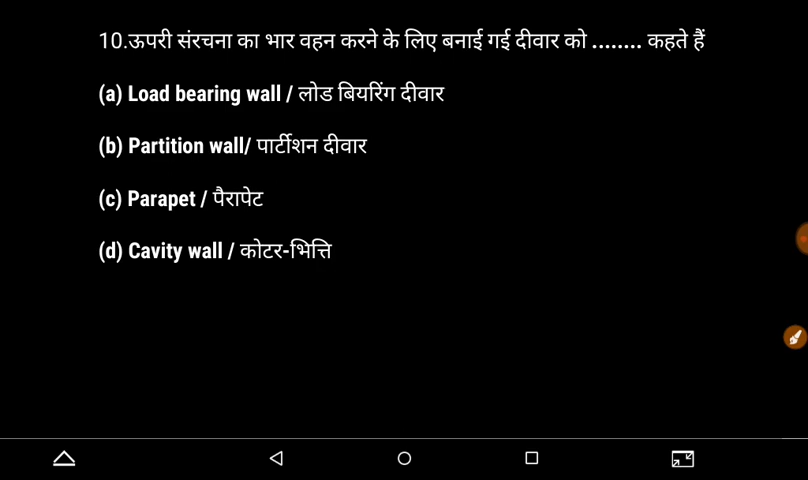 10.ऊपरी संरचना का भार वहन करने के लिए बनाई गई दीवार को ........ कहते हैं
(a) Load bearing wall / लोड बियरिंग दीवार
(b) Partition wall/ पार्टीशन दीवार
(c) Parapet / पैरापेट
(d) Cavity wall / कोटर-भित्ति